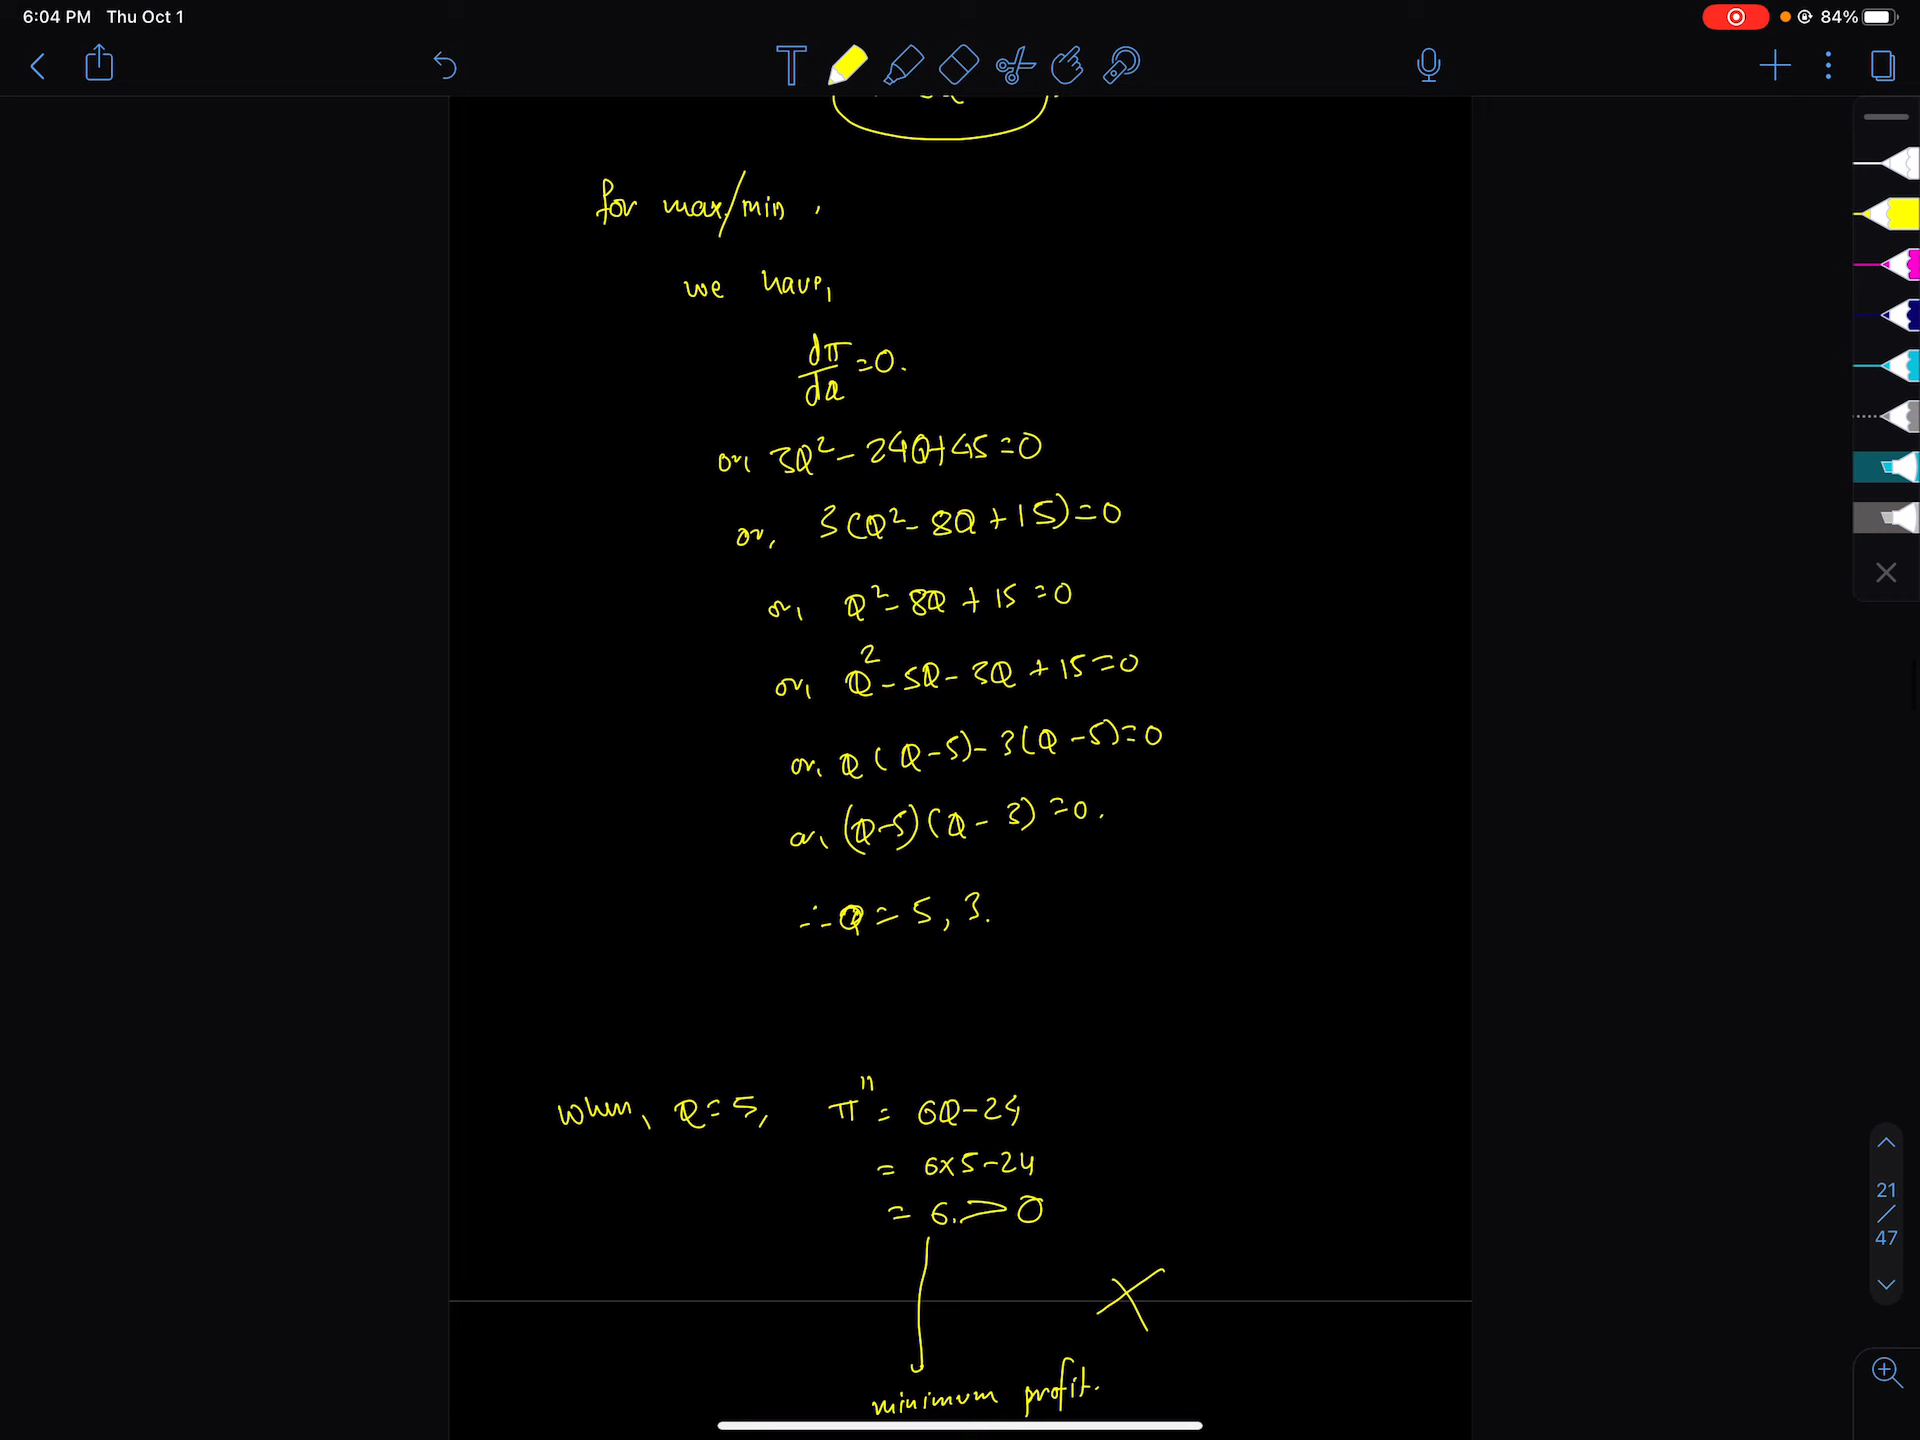 6:04 PM Thu Oct 1
84%
for max/min,
we have,
dπ/dQ = 0.
or, 3Q² - 24Q + 45 = 0
or, 3(Q² - 8Q + 15) = 0
or, Q² - 8Q + 15 = 0
or, Q² - 5Q - 3Q + 15 = 0
or, Q(Q - 5) - 3(Q - 5) = 0
or, (Q - 5)(Q - 3) = 0.
∴ Q = 5, 3.
when, Q = 5, π'' = 6Q - 24
= 6×5 - 24
= 6. > 0
21
/
47
minimum profit.